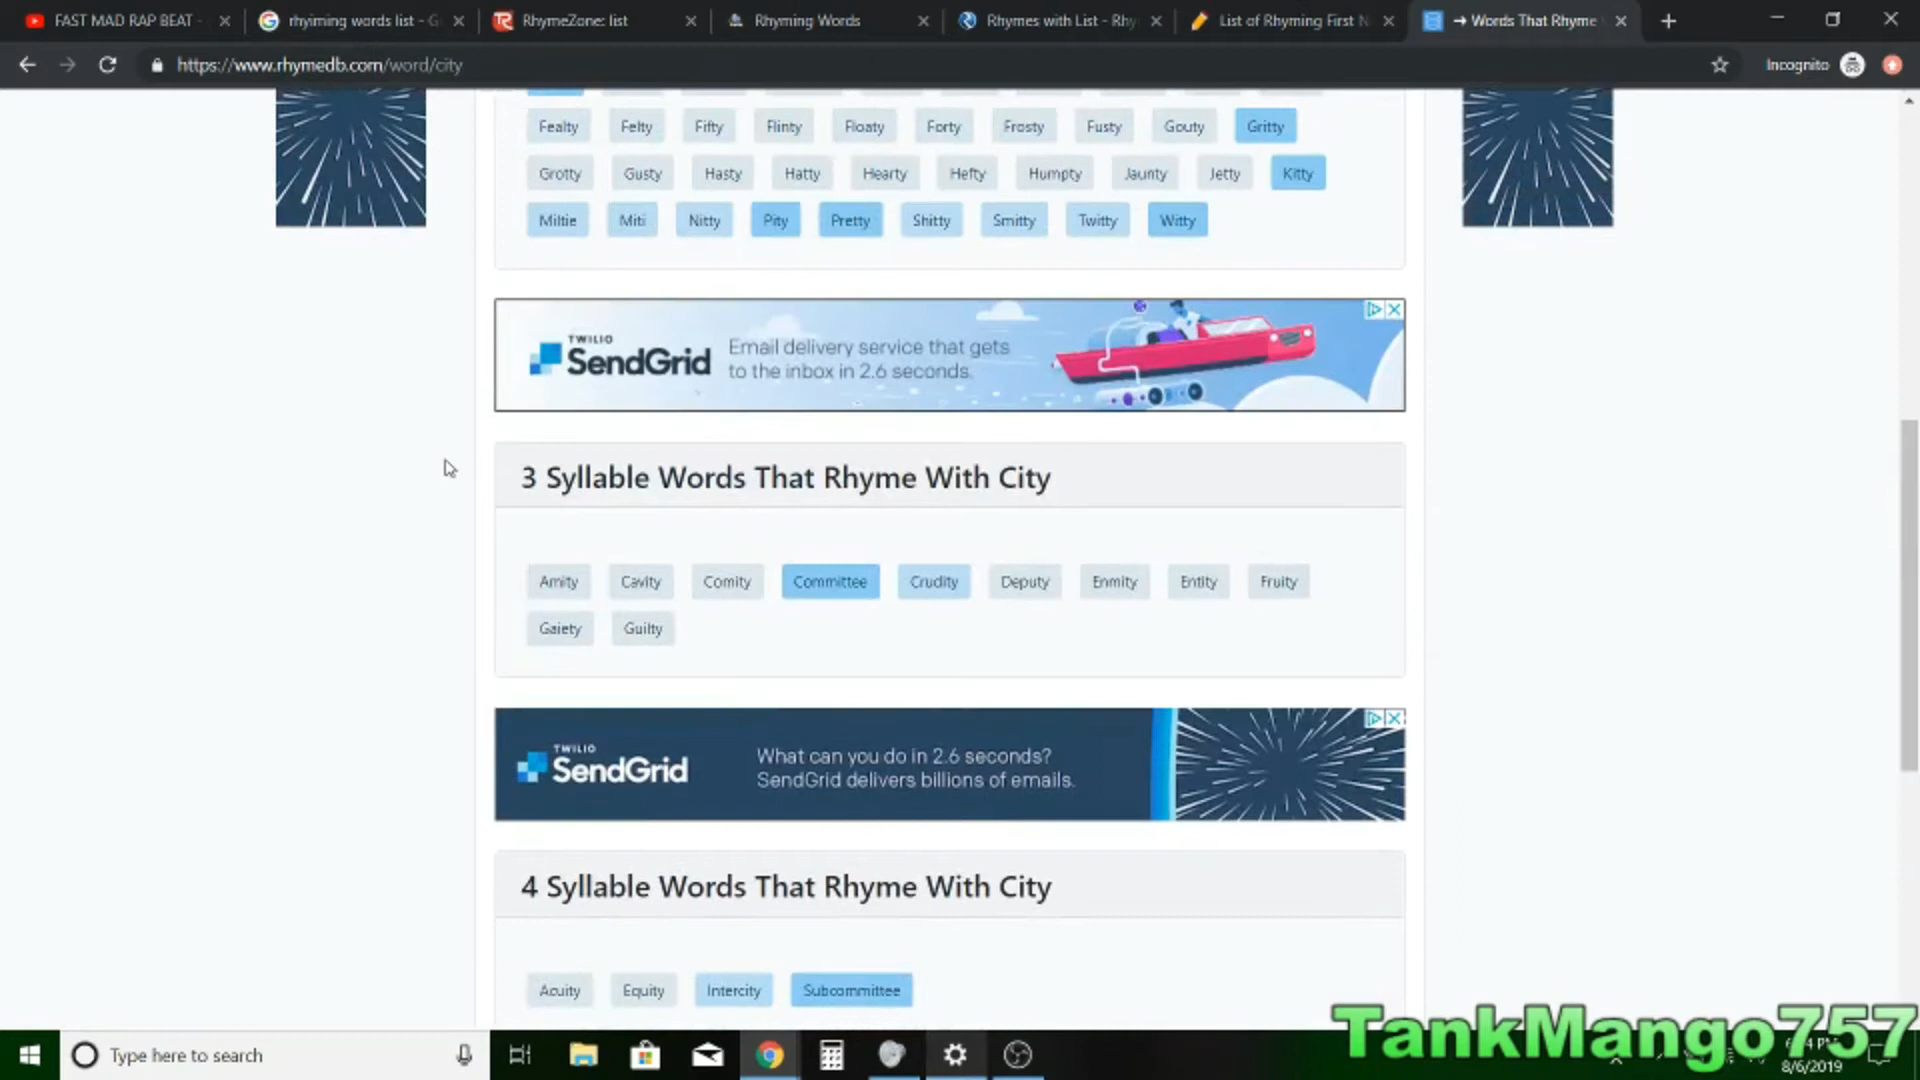 FAST MAD RAP BEAT -
rhyiming words list - G
RhymeZone: list
Rhyming Words
Rhymes with List - Rhy
List of Rhyming First N
→ Words That Rhyme
https://www.rhymedb.com/word/city
Incognito
Fealty Felty Fifty Flinty Floaty Forty Frosty Fusty Gouty Gritty
Grotty Gusty Hasty Hatty Hearty Hefty Humpty Jaunty Jetty Kitty
Miltie Miti Nitty Pity Pretty Shitty Smitty Twitty Witty
TWILIO
SendGrid
Email delivery service that gets
to the inbox in 2.6 seconds.
3 Syllable Words That Rhyme With City
Amity Cavity Comity Committee Crudity Deputy Enmity Entity Fruity
Gaiety Guilty
TWILIO
SendGrid
What can you do in 2.6 seconds?
SendGrid delivers billions of emails.
4 Syllable Words That Rhyme With City
Acuity Equity Intercity Subcommittee
TankMango757
Type here to search
8/6/2019